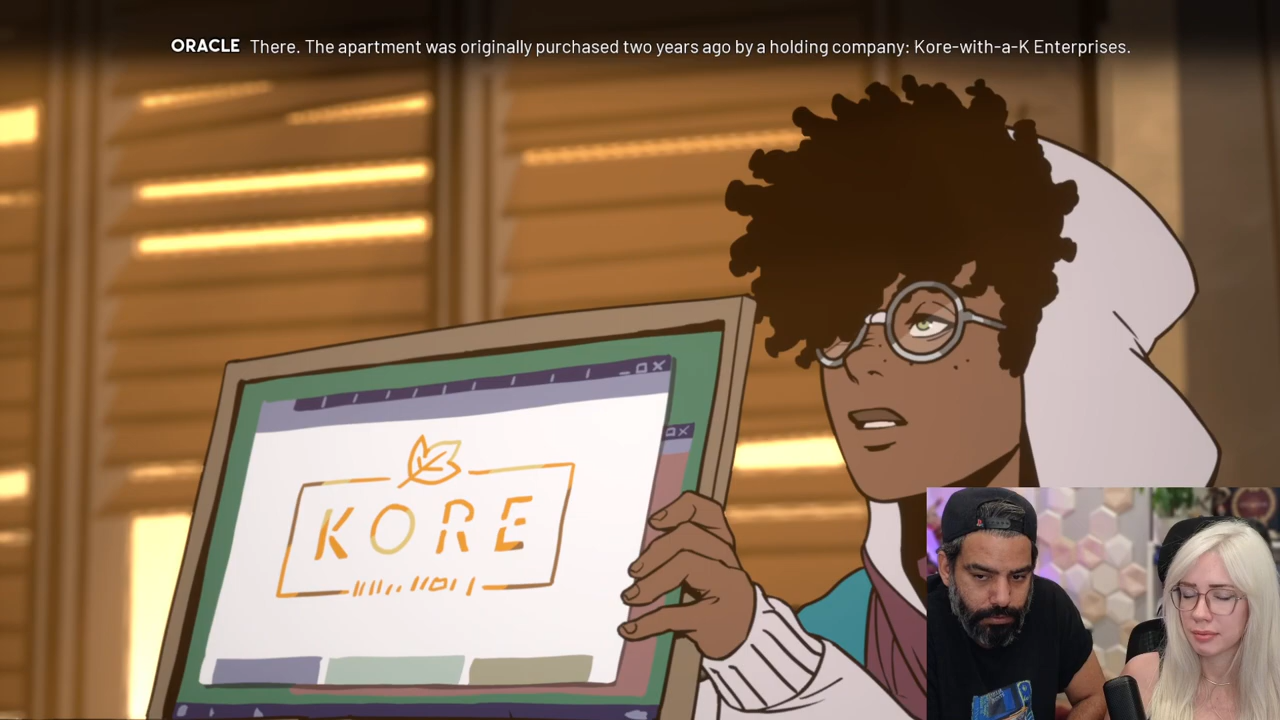 ORACLE There. The apartment was originally purchased two years ago by a holding company: Kore-with-a-K Enterprises.
KORE